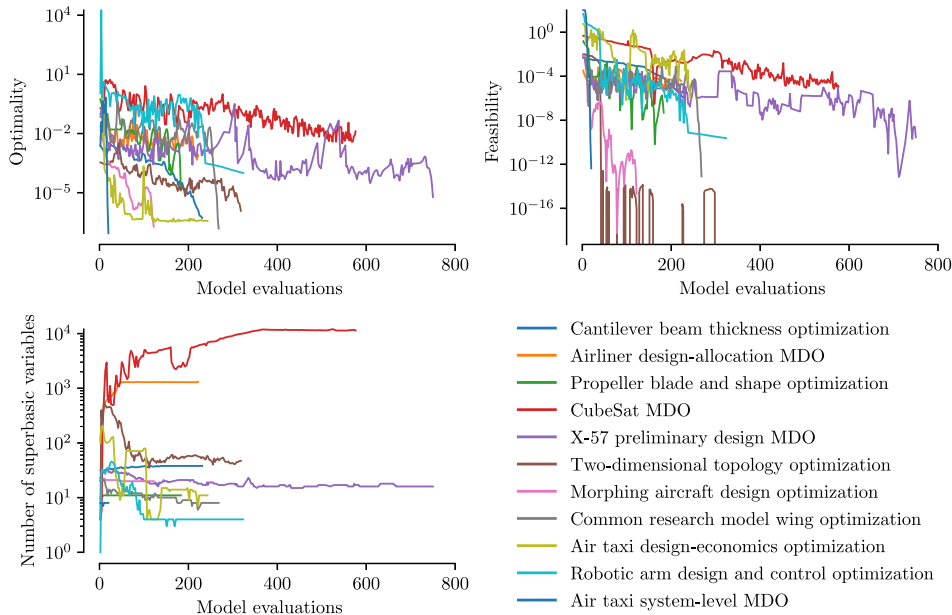 10^4
10^1
10^−2
10^−5
Optimality
0 200 400 600 800
Model evaluations
10^0
10^−4
10^−8
10^−12
10^−16
Feasibility
0 200 400 600 800
Model evaluations
10^4
10^3
10^2
10^1
10^0
Number of superbasic variables
0 200 400 600 800
Model evaluations
Cantilever beam thickness optimization
Airliner design-allocation MDO
Propeller blade and shape optimization
CubeSat MDO
X-57 preliminary design MDO
Two-dimensional topology optimization
Morphing aircraft design optimization
Common research model wing optimization
Air taxi design-economics optimization
Robotic arm design and control optimization
Air taxi system-level MDO